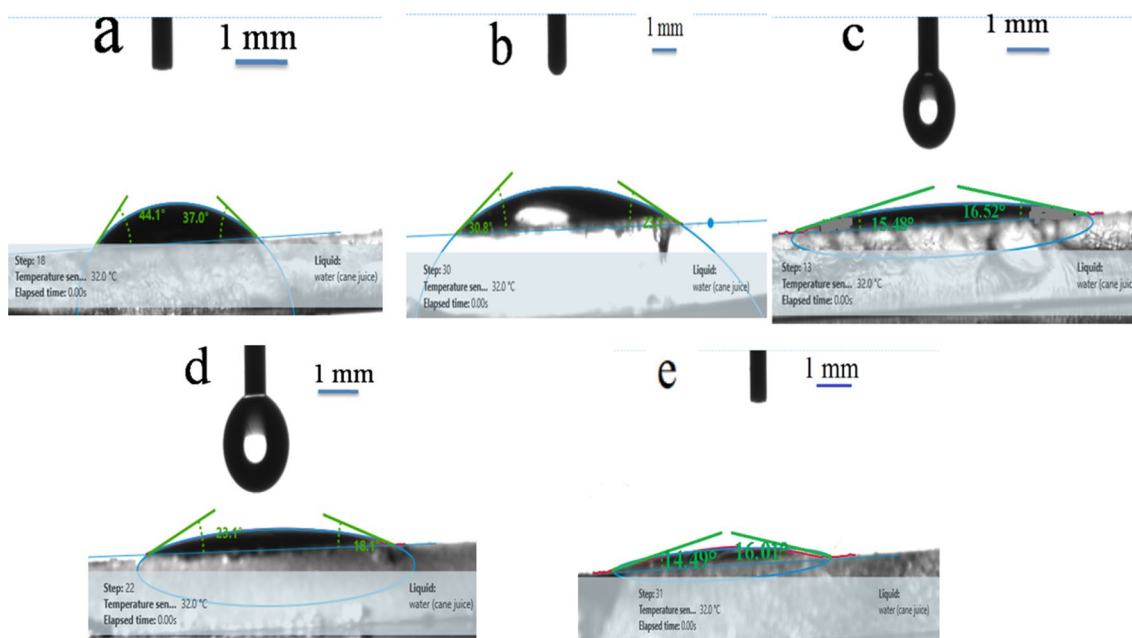 a
1 mm
44.1°
37.0°
Step: 18
Temperature sen... 32.0 °C
Elapsed time: 0.00s
Liquid:
water (cane juice)
b
1 mm
30.8°
Step: 30
Temperature sen... 32.0 °C
Elapsed time: 0.00s
Liquid:
water (cane juice)
c
1 mm
15.48°
16.52°
Step: 13
Temperature sen... 32.0 °C
Elapsed time: 0.00s
Liquid:
water (cane juice)
d
1 mm
23.1°
18.1
Step: 22
Temperature sen... 32.0 °C
Elapsed time: 0.00s
Liquid:
water (cane juice)
e
1 mm
14.49°
16.01°
Step: 31
Temperature sen... 32.0 °C
Elapsed time: 0.00s
Liquid:
water (cane juice)